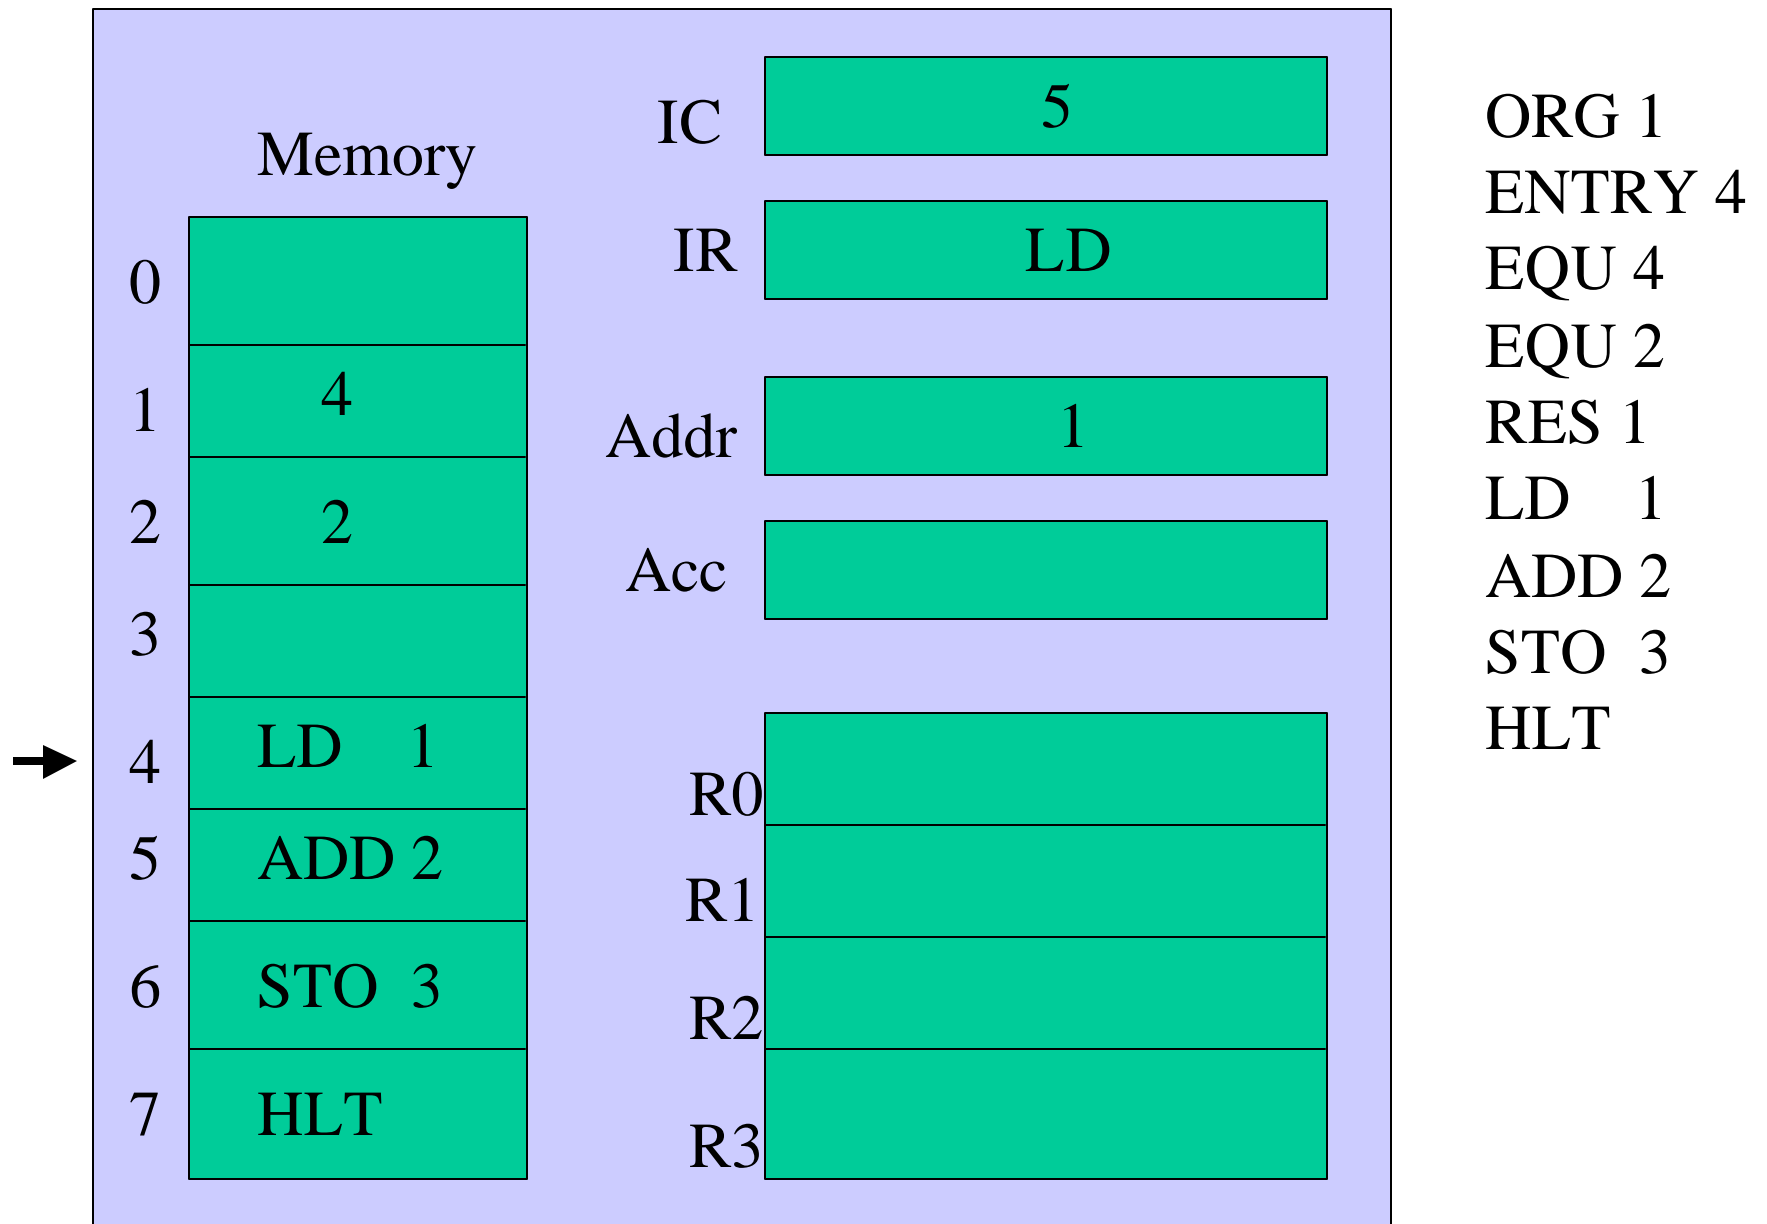 Memory
0
1 4
2 2
3
4 LD 1
5 ADD 2
6 STO 3
7 HLT
IC 5
IR LD
Addr 1
Acc
R0
R1
R2
R3
ORG 1
ENTRY 4
EQU 4
EQU 2
RES 1
LD 1
ADD 2
STO 3
HLT